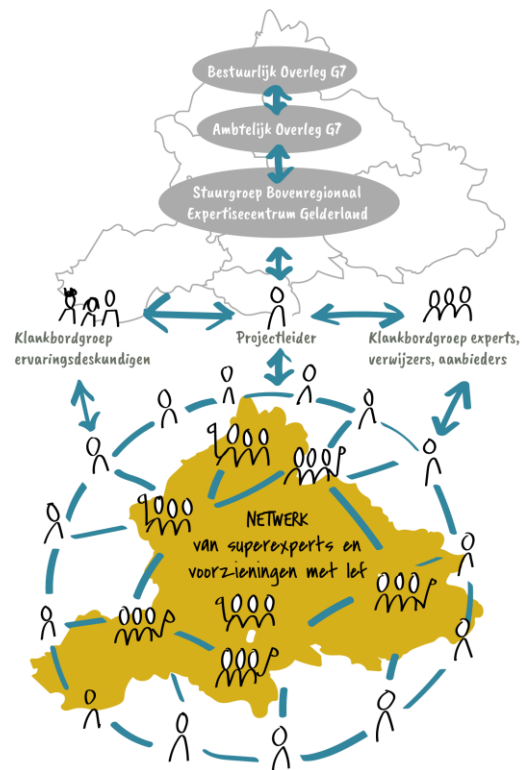 Bestuurlijk Overleg G7
Ambtelijk Overleg G7
Stuurgroep Bovenregionaal
Expertisecentrum Gelderland
Klankbordgroep
ervaringsdeskundigen
Projectleider
Klankbordgroep experts,
verwijzers, aanbieders
NETWERK
van superexperts en
voorzieningen met lef